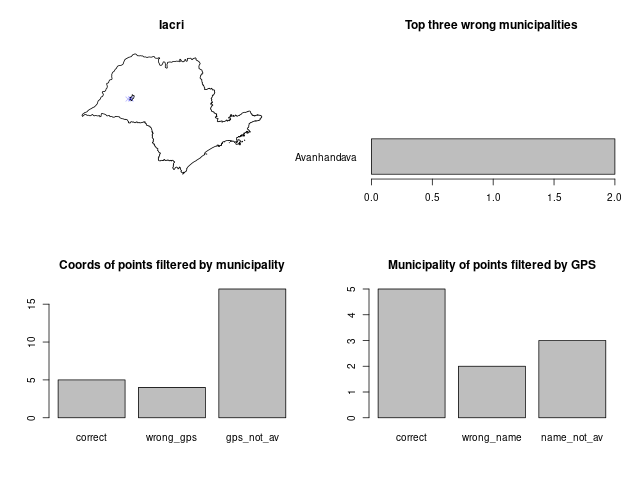 Iacri
Top three wrong municipalities
Avanhandava
0.0 0.5 1.0 1.5 2.0
Coords of points filtered by municipality
15
10
5
0
correct wrong_gps gps_not_av
Municipality of points filtered by GPS
5
4
3
2
1
0
correct wrong_name name_not_av